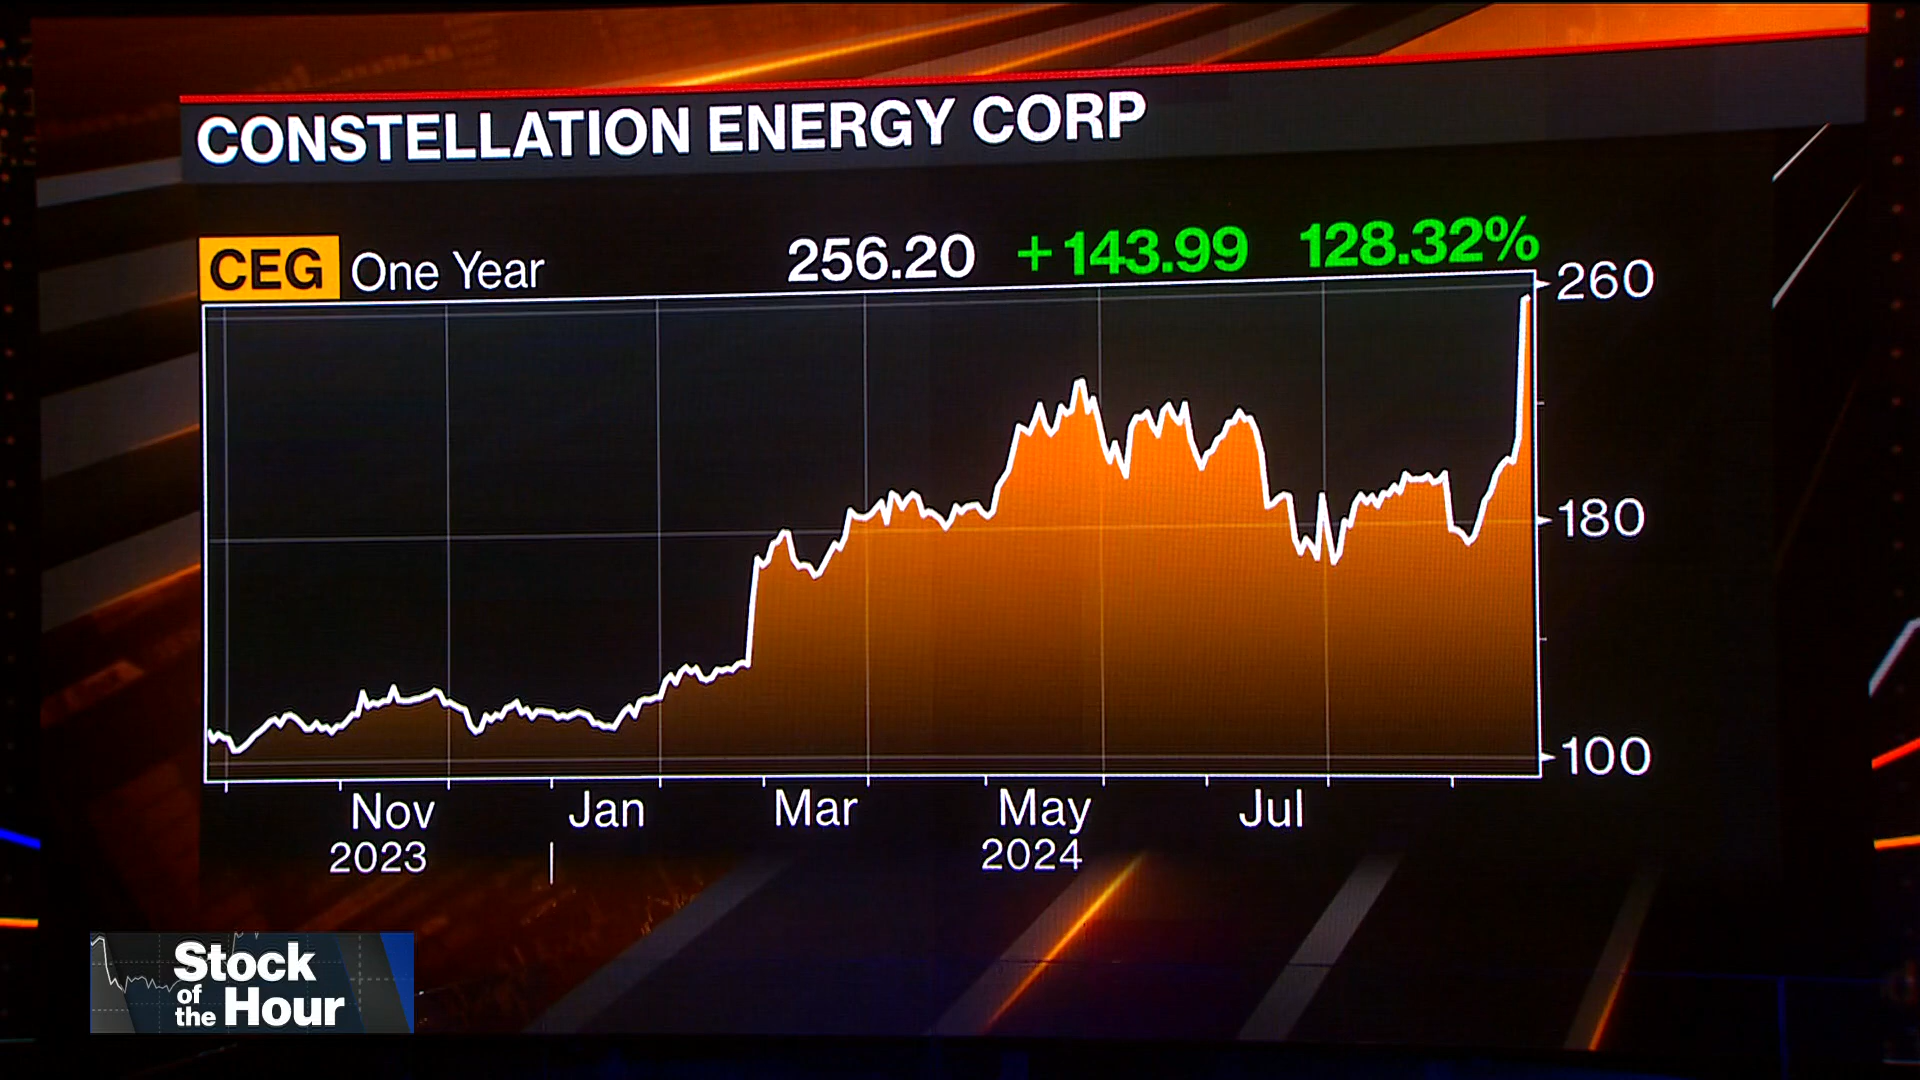 CONSTELLATION ENERGY CORP
CEG One Year 256.20 +143.99 128.32%
260
180
100
Nov Jan Mar May Jul
2023 2024
Stock
of
the Hour